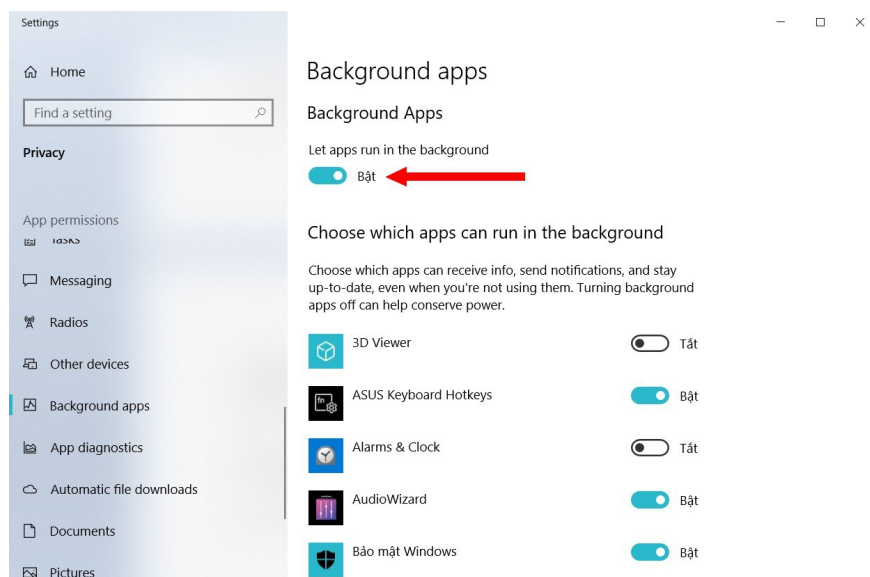 Settings
Home
Find a setting
Privacy
App permissions
Tasks
Messaging
Radios
Other devices
Background apps
App diagnostics
Automatic file downloads
Documents
Pictures
Background apps
Background Apps
Let apps run in the background
Bật
Choose which apps can run in the background
Choose which apps can receive info, send notifications, and stay
up-to-date, even when you're not using them. Turning background
apps off can help conserve power.
3D Viewer Tắt
ASUS Keyboard Hotkeys Bật
fn
Alarms & Clock Tắt
AudioWizard Bật
Bảo mật Windows Bật